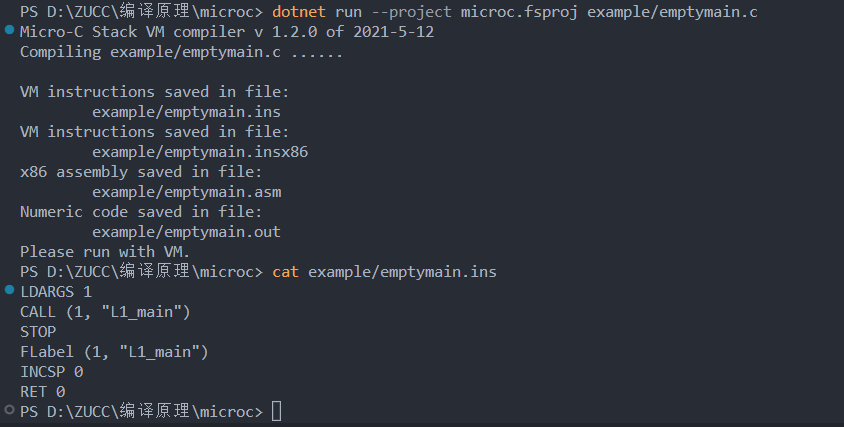 PS D:\ZUCC\编译原理\microc> dotnet run --project microc.fsproj example/emptymain.c
Micro-C Stack VM compiler v 1.2.0 of 2021-5-12
Compiling example/emptymain.c ......
VM instructions saved in file:
example/emptymain.ins
VM instructions saved in file:
example/emptymain.insx86
x86 assembly saved in file:
example/emptymain.asm
Numeric code saved in file:
example/emptymain.out
Please run with VM.
PS D:\ZUCC\编译原理\microc> cat example/emptymain.ins
LDARGS 1
CALL (1, "L1_main")
STOP
FLabel (1, "L1_main")
INCSP 0
RET 0
PS D:\ZUCC\编译原理\microc>